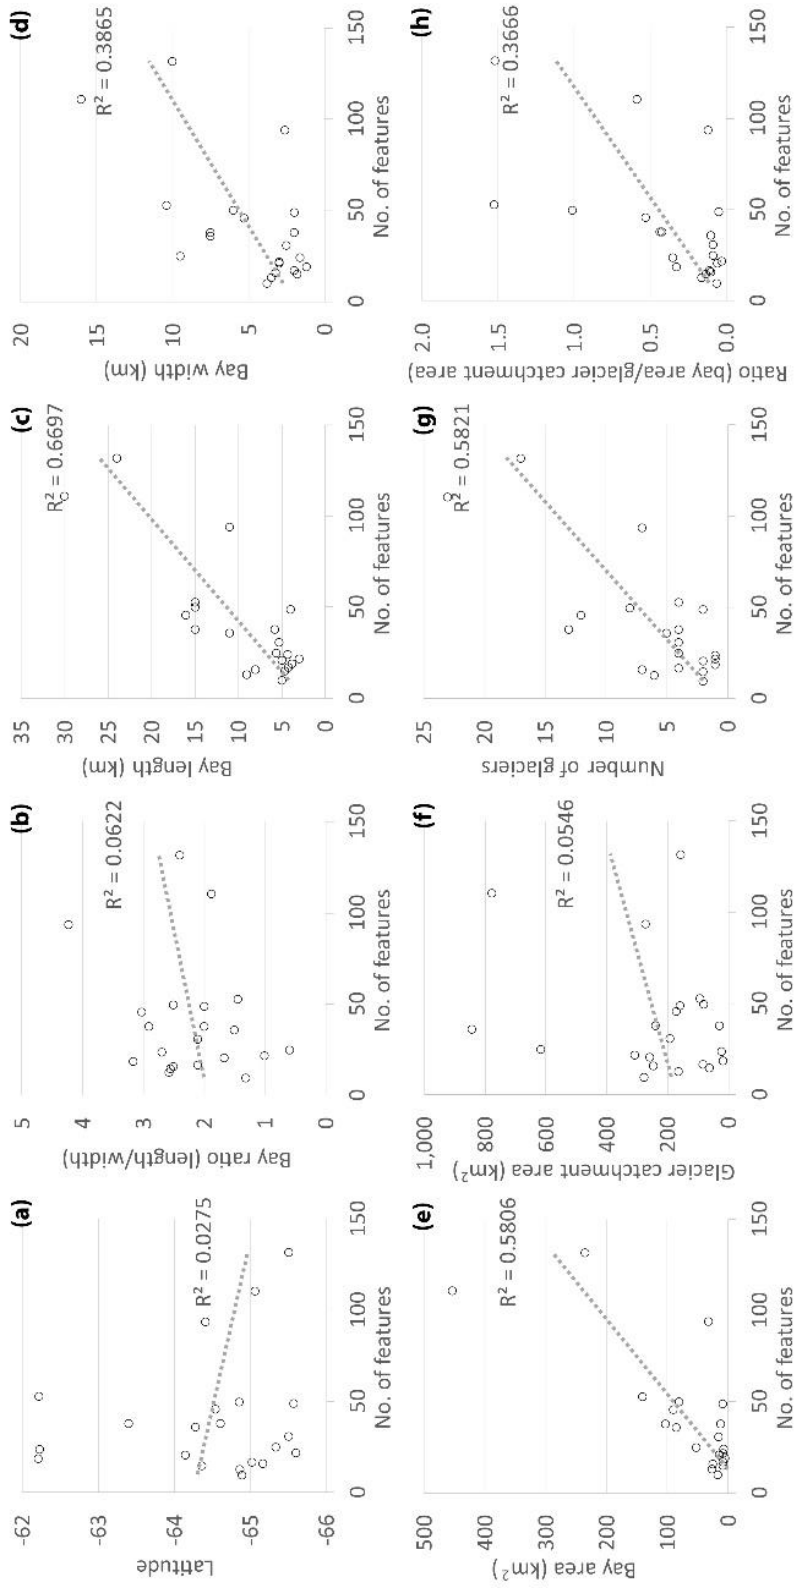 (a)
-62
-63
-64
-65
-66
Latitude
R² = 0.0275
0
50
100
150
No. of features
(b)
5
4
3
2
1
0
Bay ratio (length/width)
R² = 0.0622
0
50
100
150
No. of features
(c)
35
30
25
20
15
10
5
0
Bay length (km)
R² = 0.6697
0
50
100
150
No. of features
(d)
20
15
10
5
0
Bay width (km)
R² = 0.3865
0
50
100
150
No. of features
(e)
500
400
300
200
100
0
Bay area (km²)
R² = 0.5806
0
50
100
150
No. of features
(f)
1,000
800
600
400
200
0
Glacier catchment area (km²)
R² = 0.0546
0
50
100
150
No. of features
(g)
25
20
15
10
5
0
Number of glaciers
R² = 0.5821
0
50
100
150
No. of features
(h)
2.0
1.5
1.0
0.5
0.0
Ratio (bay area/glacier catchment area)
R² = 0.3666
0
50
100
150
No. of features